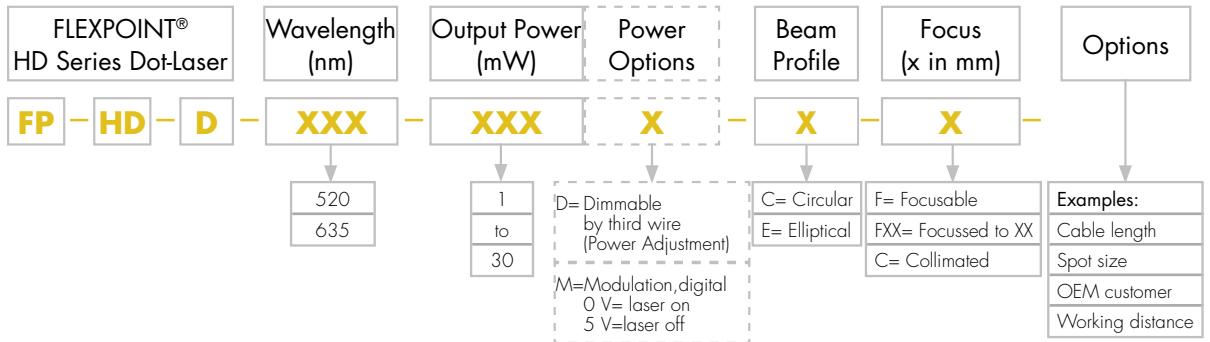 FLEXPOINT®
HD Series Dot-Laser
Wavelength
(nm)
Output Power
(mW)
Power
Options
Beam
Profile
Focus
(x in mm)
Options
FP – HD – D – XXX – XXX X – X – X –
520
635
1
to
30
D= Dimmable
by third wire
(Power Adjustment)
M=Modulation,digital
0 V= laser on
5 V=laser off
C= Circular
E= Elliptical
F= Focusable
FXX= Focussed to XX
C= Collimated
Examples:
Cable length
Spot size
OEM customer
Working distance